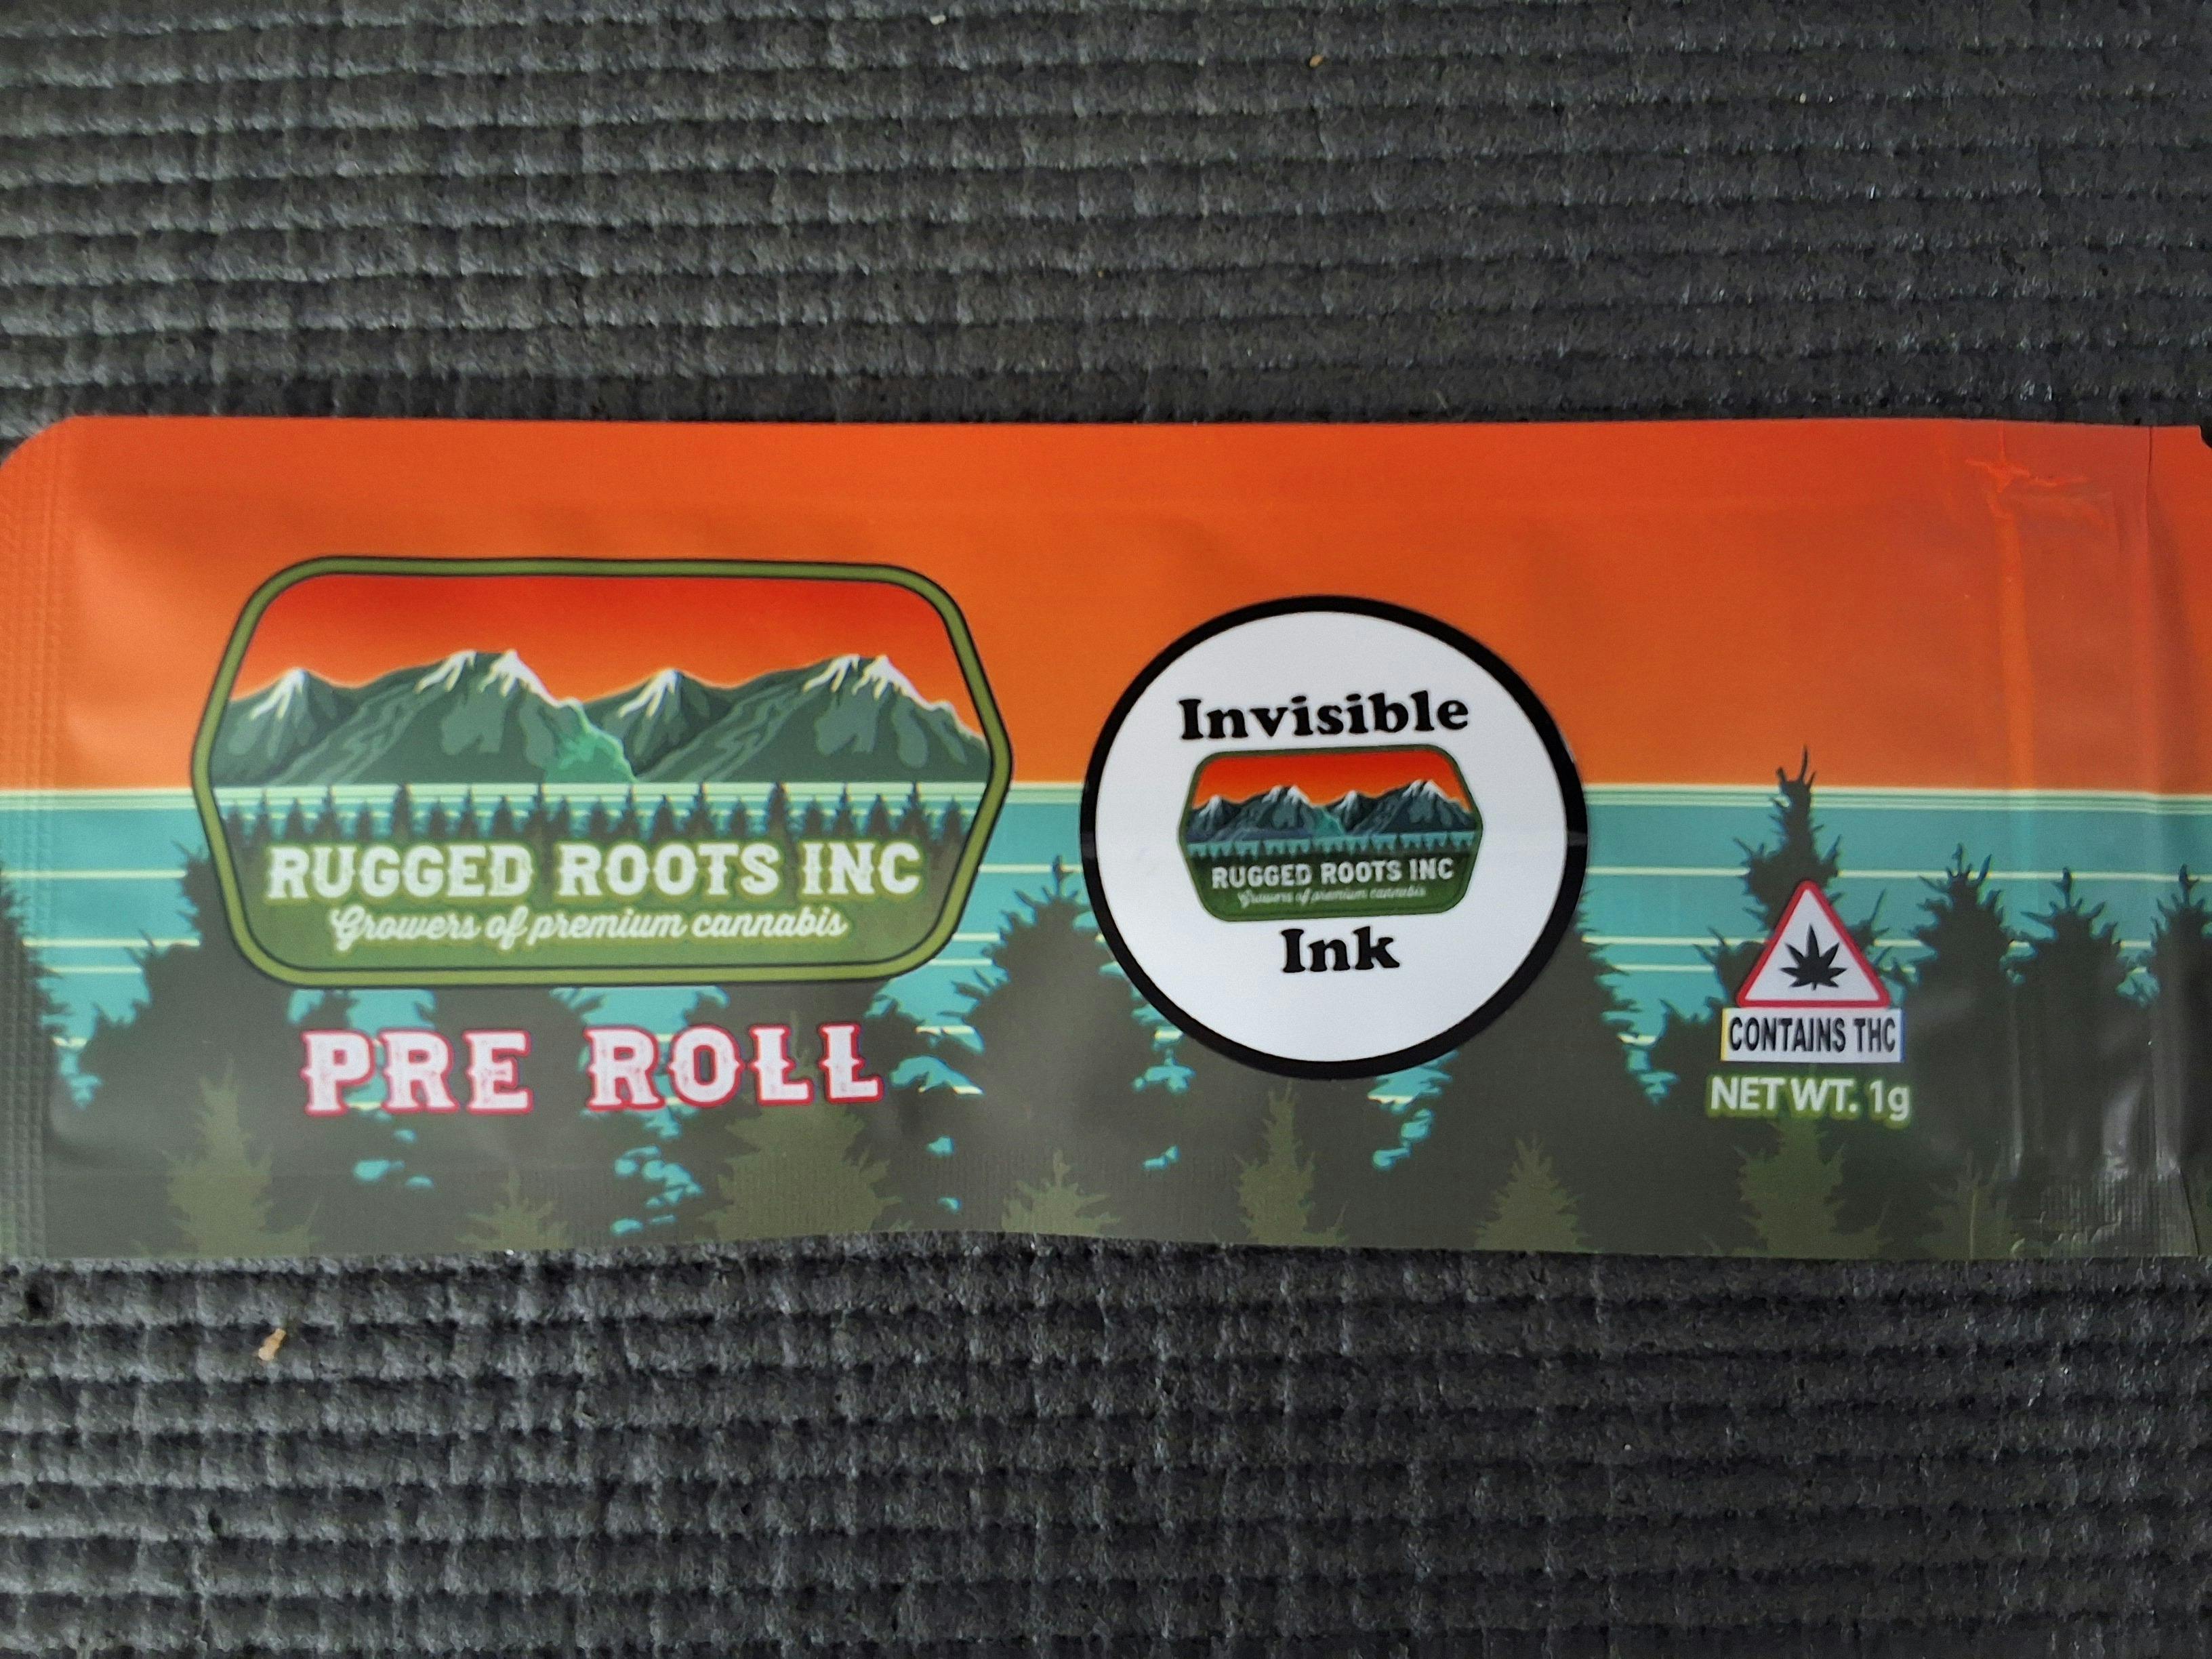 RUGGED ROOTS INC
Growers of premium cannabis
PRE ROLL
Invisible
RUGGED ROOTS INC
Growers of premium cannabis
Ink
CONTAINS THC
NET WT. 1g